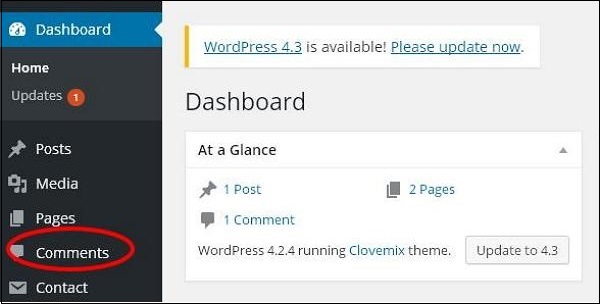 Dashboard
Home
Updates 1
Posts
Media
Pages
Comments
Contact
WordPress 4.3 is available! Please update now.
Dashboard
At a Glance
1 Post
2 Pages
1 Comment
WordPress 4.2.4 running Clovemix theme.
Update to 4.3